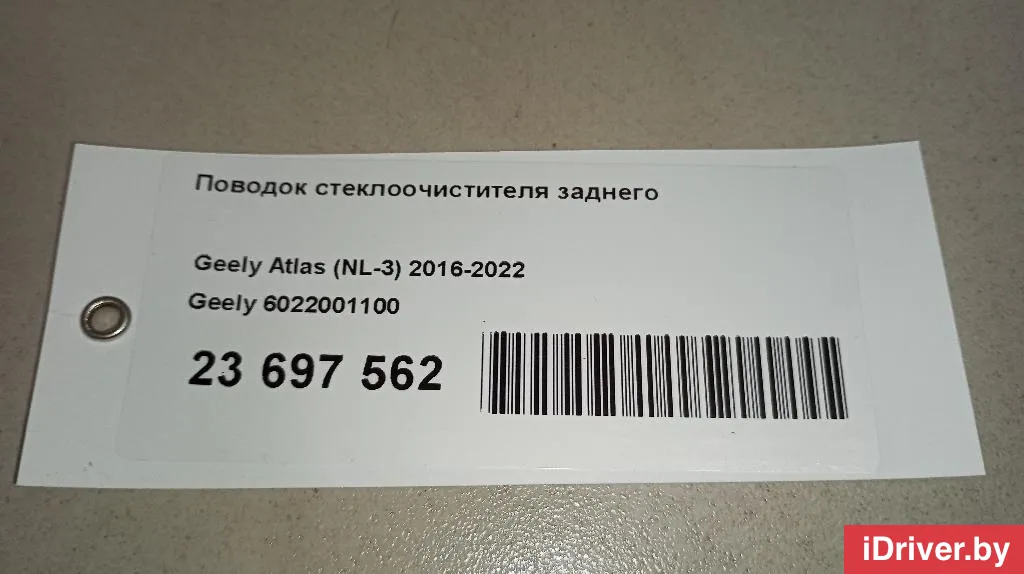 Поводок стеклоочистителя заднего
Geely Atlas (NL-3) 2016-2022
Geely 6022001100
23 697 562
iDriver.by